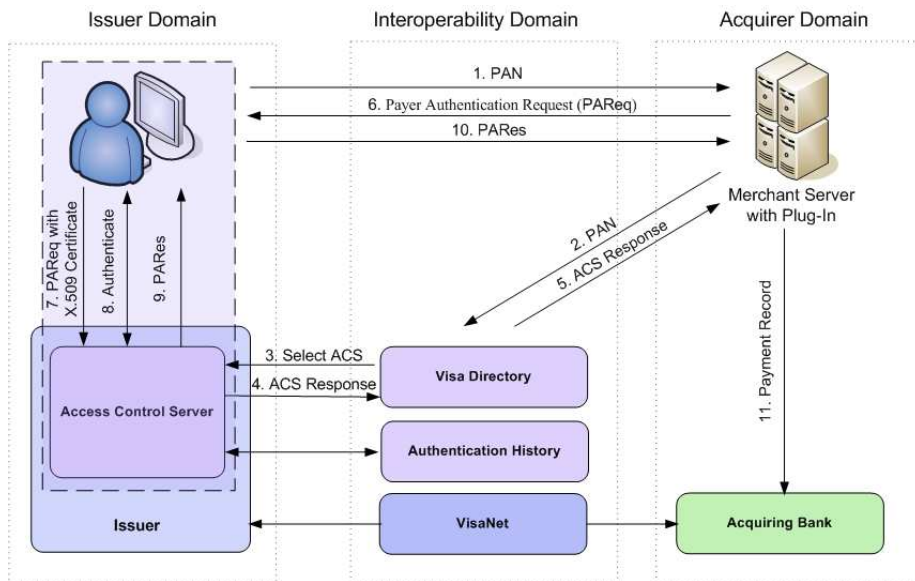 Issuer Domain
Interoperability Domain
Acquirer Domain
1. PAN
6. Payer Authentication Request (PAReq)
10. PARes
Merchant Server
with Plug-In
2. PAN
5. ACS Response
7. PAReq with
X.509 Certificate
8. Authenticate
9. PARes
11. Payment Record
3. Select ACS
4. ACS Response
Visa Directory
Access Control Server
Authentication History
Issuer
VisaNet
Acquiring Bank